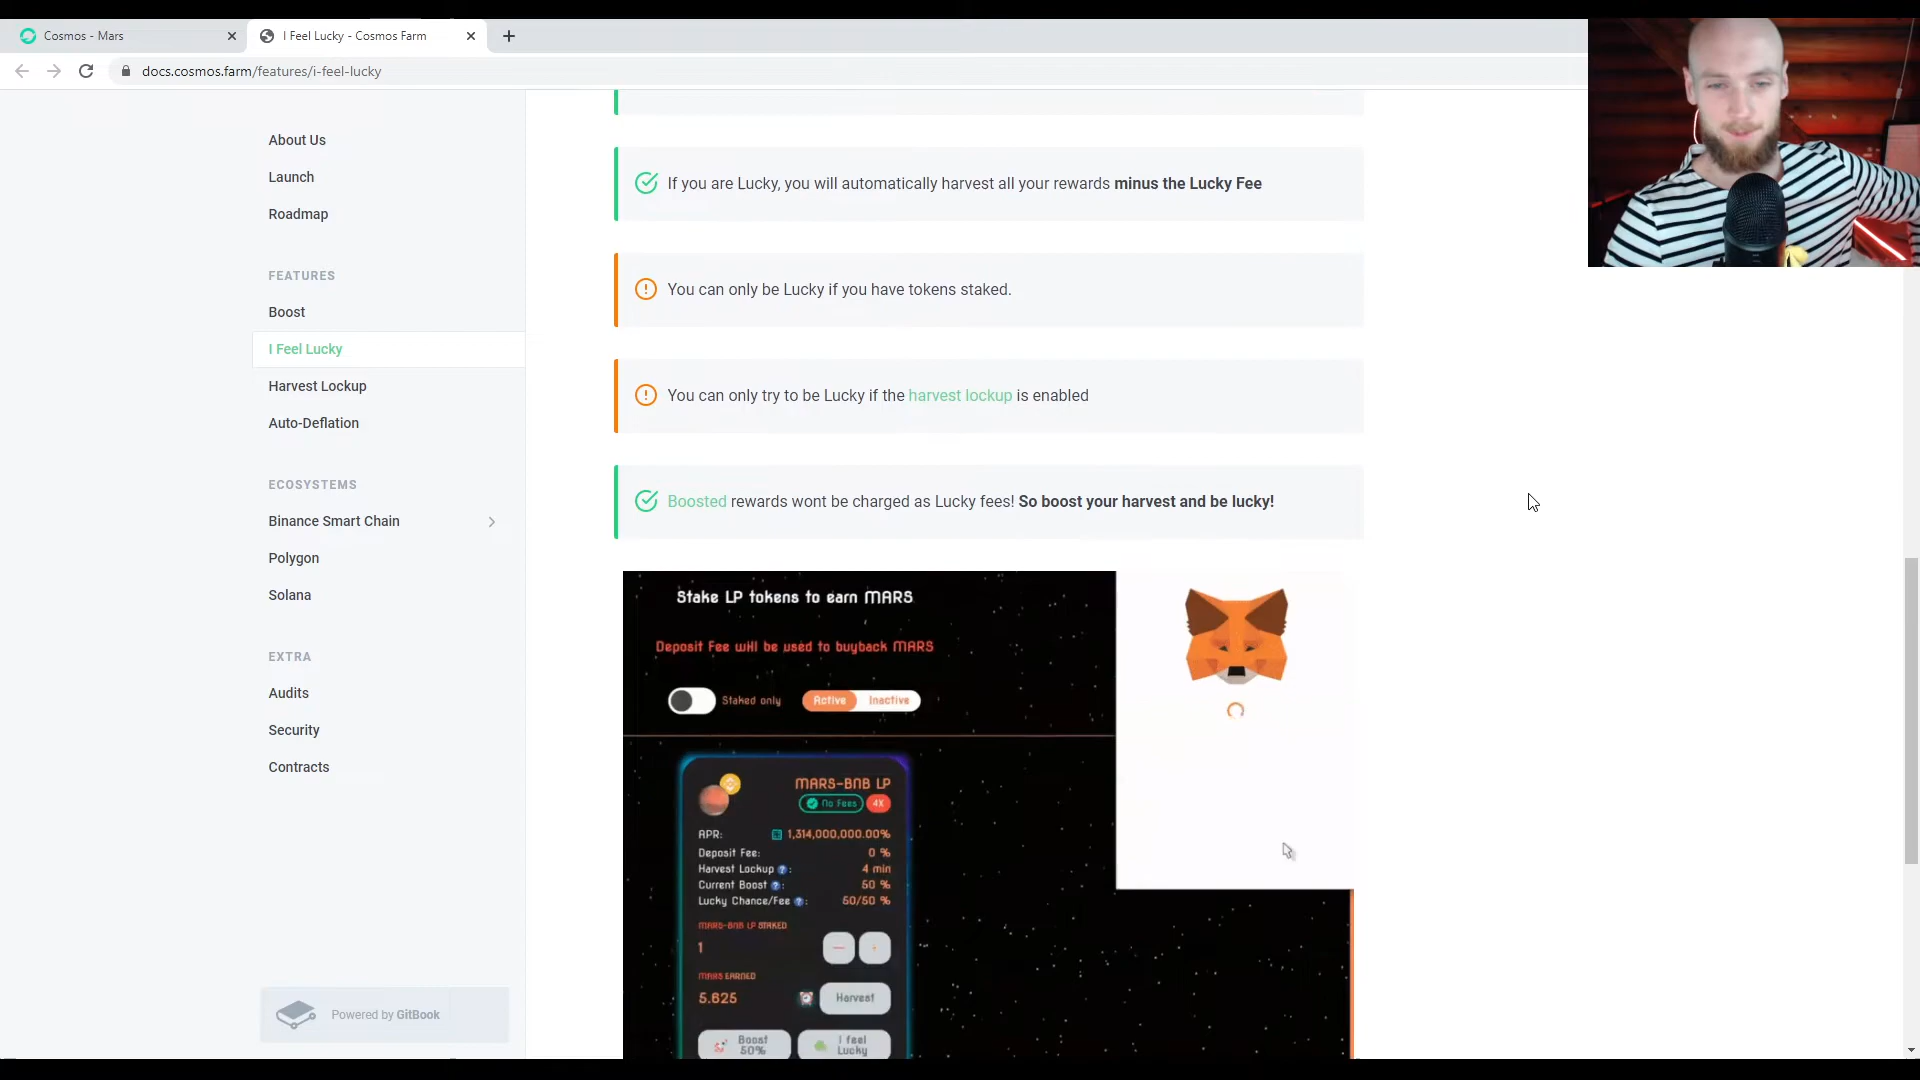 Cosmos - Mars
I Feel Lucky - Cosmos Farm
docs.cosmos.farm/features/i-feel-lucky
About Us
Launch
Roadmap
FEATURES
Boost
I Feel Lucky
Harvest Lockup
Auto-Deflation
ECOSYSTEMS
Binance Smart Chain
Polygon
Solana
EXTRA
Audits
Security
Contracts
Powered by GitBook
If you are Lucky, you will automatically harvest all your rewards minus the Lucky Fee
You can only be Lucky if you have tokens staked.
You can only try to be Lucky if the harvest lockup is enabled
Boosted rewards wont be charged as Lucky fees! So boost your harvest and be lucky!
Stake LP tokens to earn MARS
Deposit Fee will be used to buyback MARS
Staked only
Active Inactive
MARS-BNB LP
No Fees 4X
APR: 1,314,000,000.00%
Deposit Fee: 0 %
Harvest Lockup ? : 4 min
Current Boost ? : 50 %
Lucky Chance/Fee ? : 50/50 %
MARS-BNB LP STAKED
1 — +
MARS EARNED
5.625 Harvest
Boost 50%
I feel Lucky